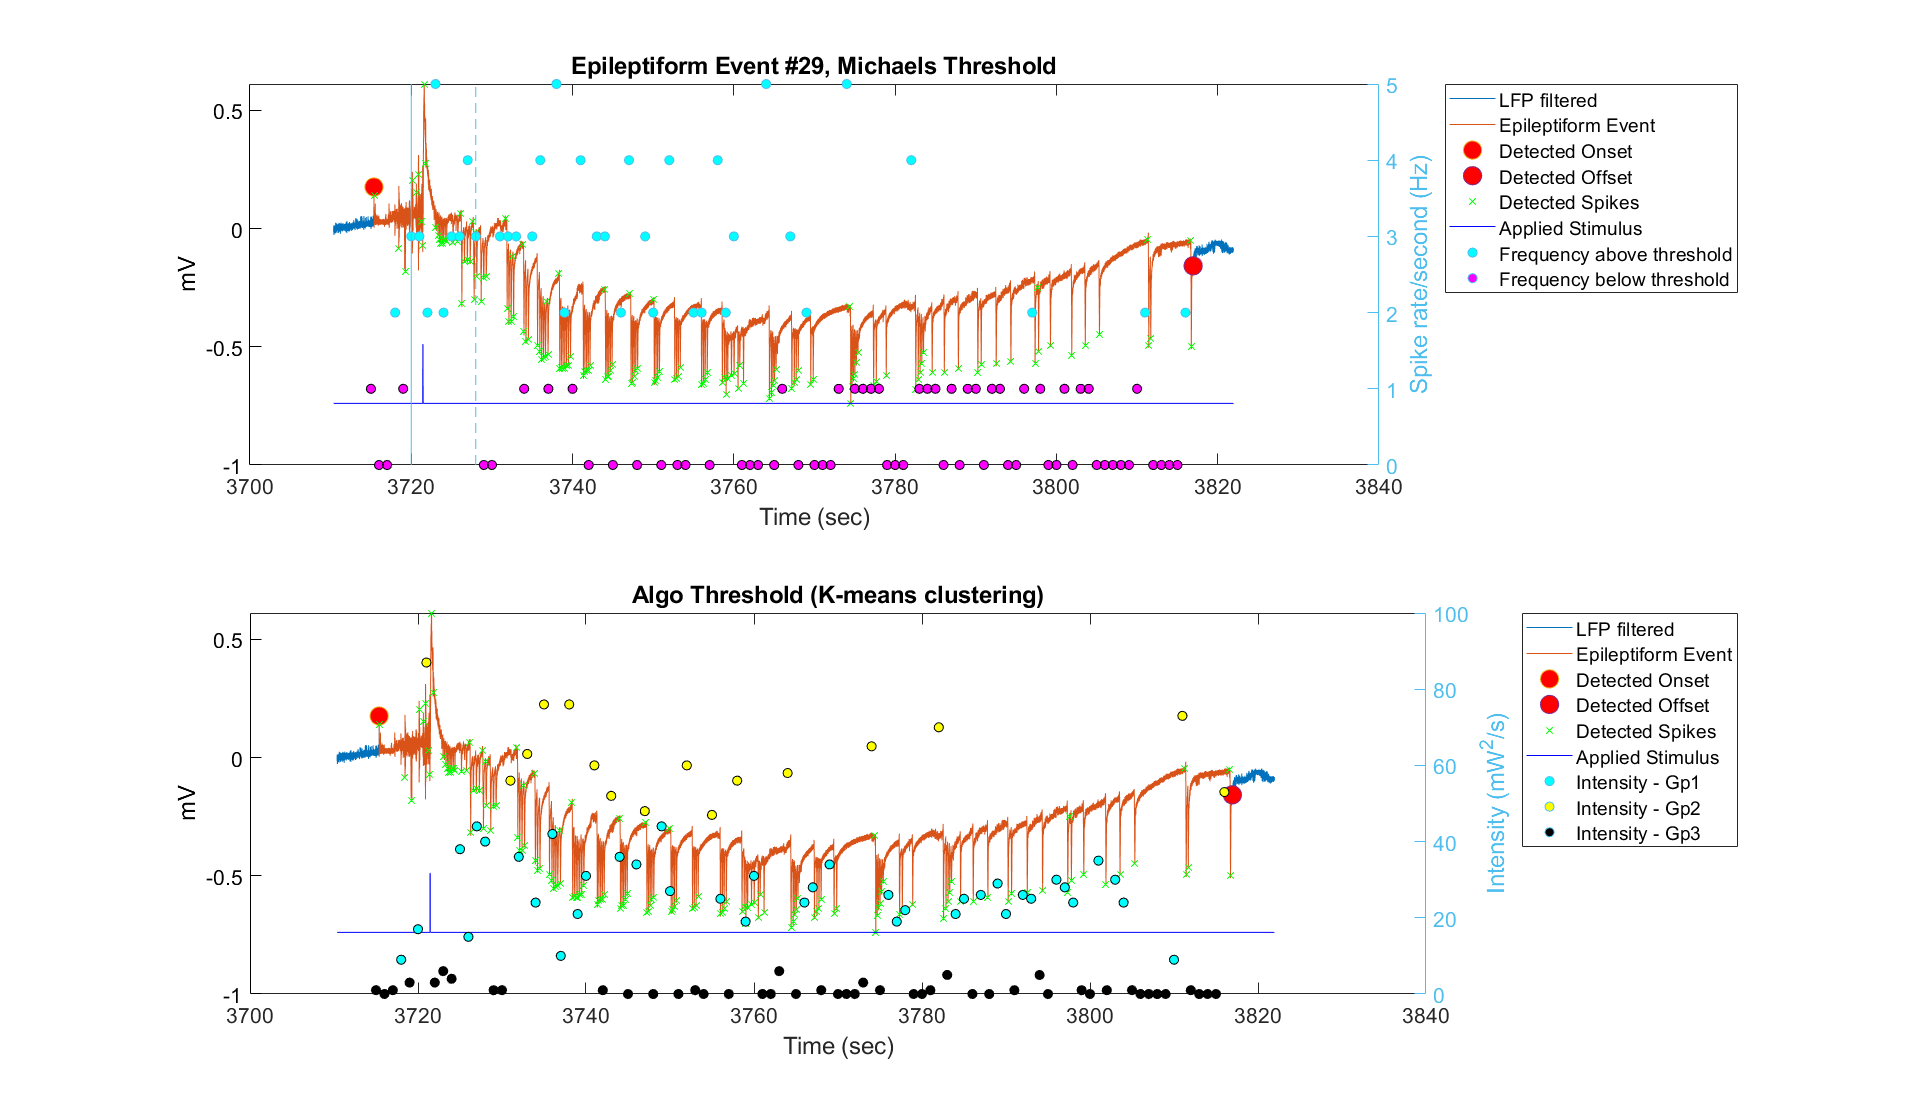 Epileptiform Event #29, Michaels Threshold
0.5
0
-0.5
-1
mV
3700
3720
3740
3760
3780
3800
3820
3840
Time (sec)
5
4
3
2
1
0
Spike rate/second (Hz)
LFP filtered
Epileptiform Event
Detected Onset
Detected Offset
Detected Spikes
Applied Stimulus
Frequency above threshold
Frequency below threshold
Algo Threshold (K-means clustering)
0.5
0
-0.5
-1
mV
3700
3720
3740
3760
3780
3800
3820
3840
Time (sec)
100
80
60
40
20
0
Intensity (mW²/s)
LFP filtered
Epileptiform Event
Detected Onset
Detected Offset
Detected Spikes
Applied Stimulus
Intensity - Gp1
Intensity - Gp2
Intensity - Gp3